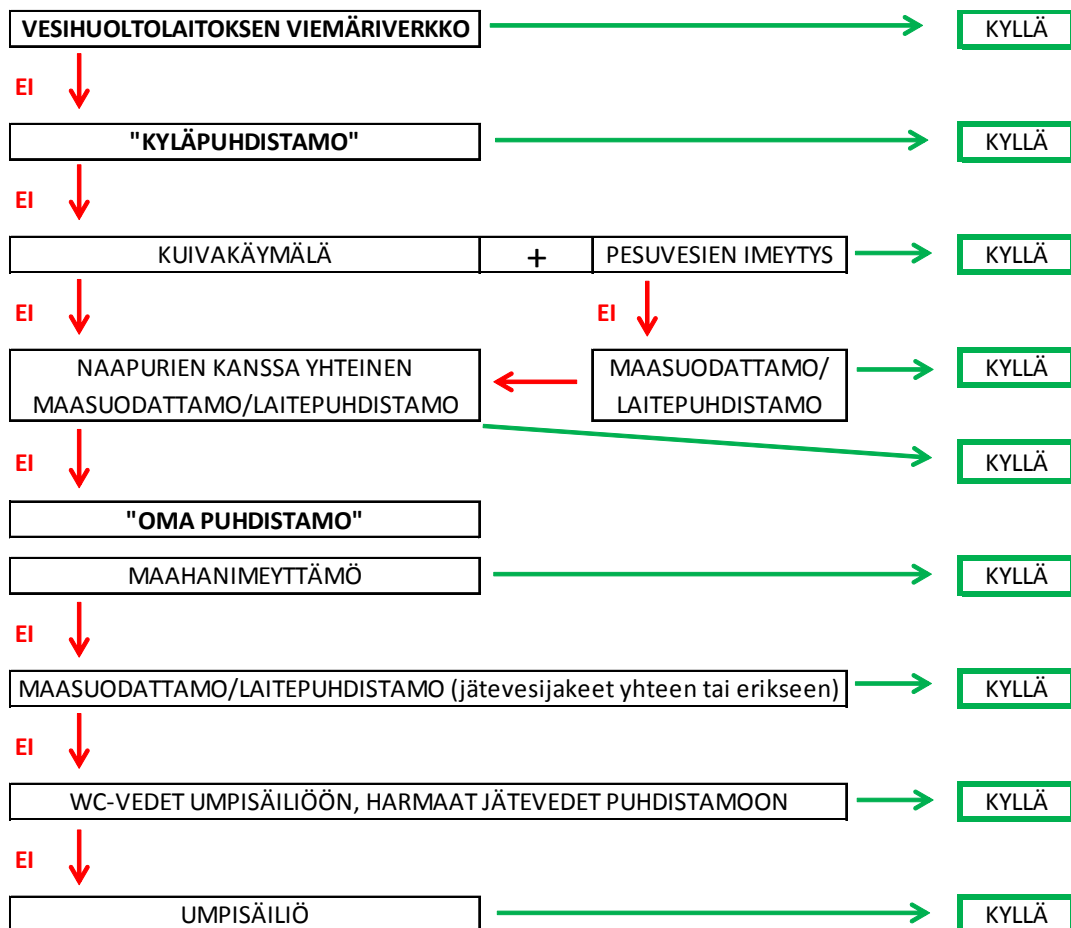 VESIHUOLTOLAITOKSEN VIEMÄRIVERKKO KYLLÄ
EI
"KYLÄPUHDISTAMO" KYLLÄ
EI
KUIVAKÄYMÄLÄ + PESUVESIEN IMEYTYS KYLLÄ
EI EI
NAAPURIEN KANSSA YHTEINEN MAASUODATTAMO/ KYLLÄ
MAASUODATTAMO/LAITEPUHDISTAMO LAITEPUHDISTAMO
EI KYLLÄ
"OMA PUHDISTAMO"
MAAHANIMEYTTÄMÖ KYLLÄ
EI
MAASUODATTAMO/LAITEPUHDISTAMO (jätevesijakeet yhteen tai erikseen) KYLLÄ
EI
WC-VEDET UMPISÄILIÖÖN, HARMAAT JÄTEVEDET PUHDISTAMOON KYLLÄ
EI
UMPISÄILIÖ KYLLÄ